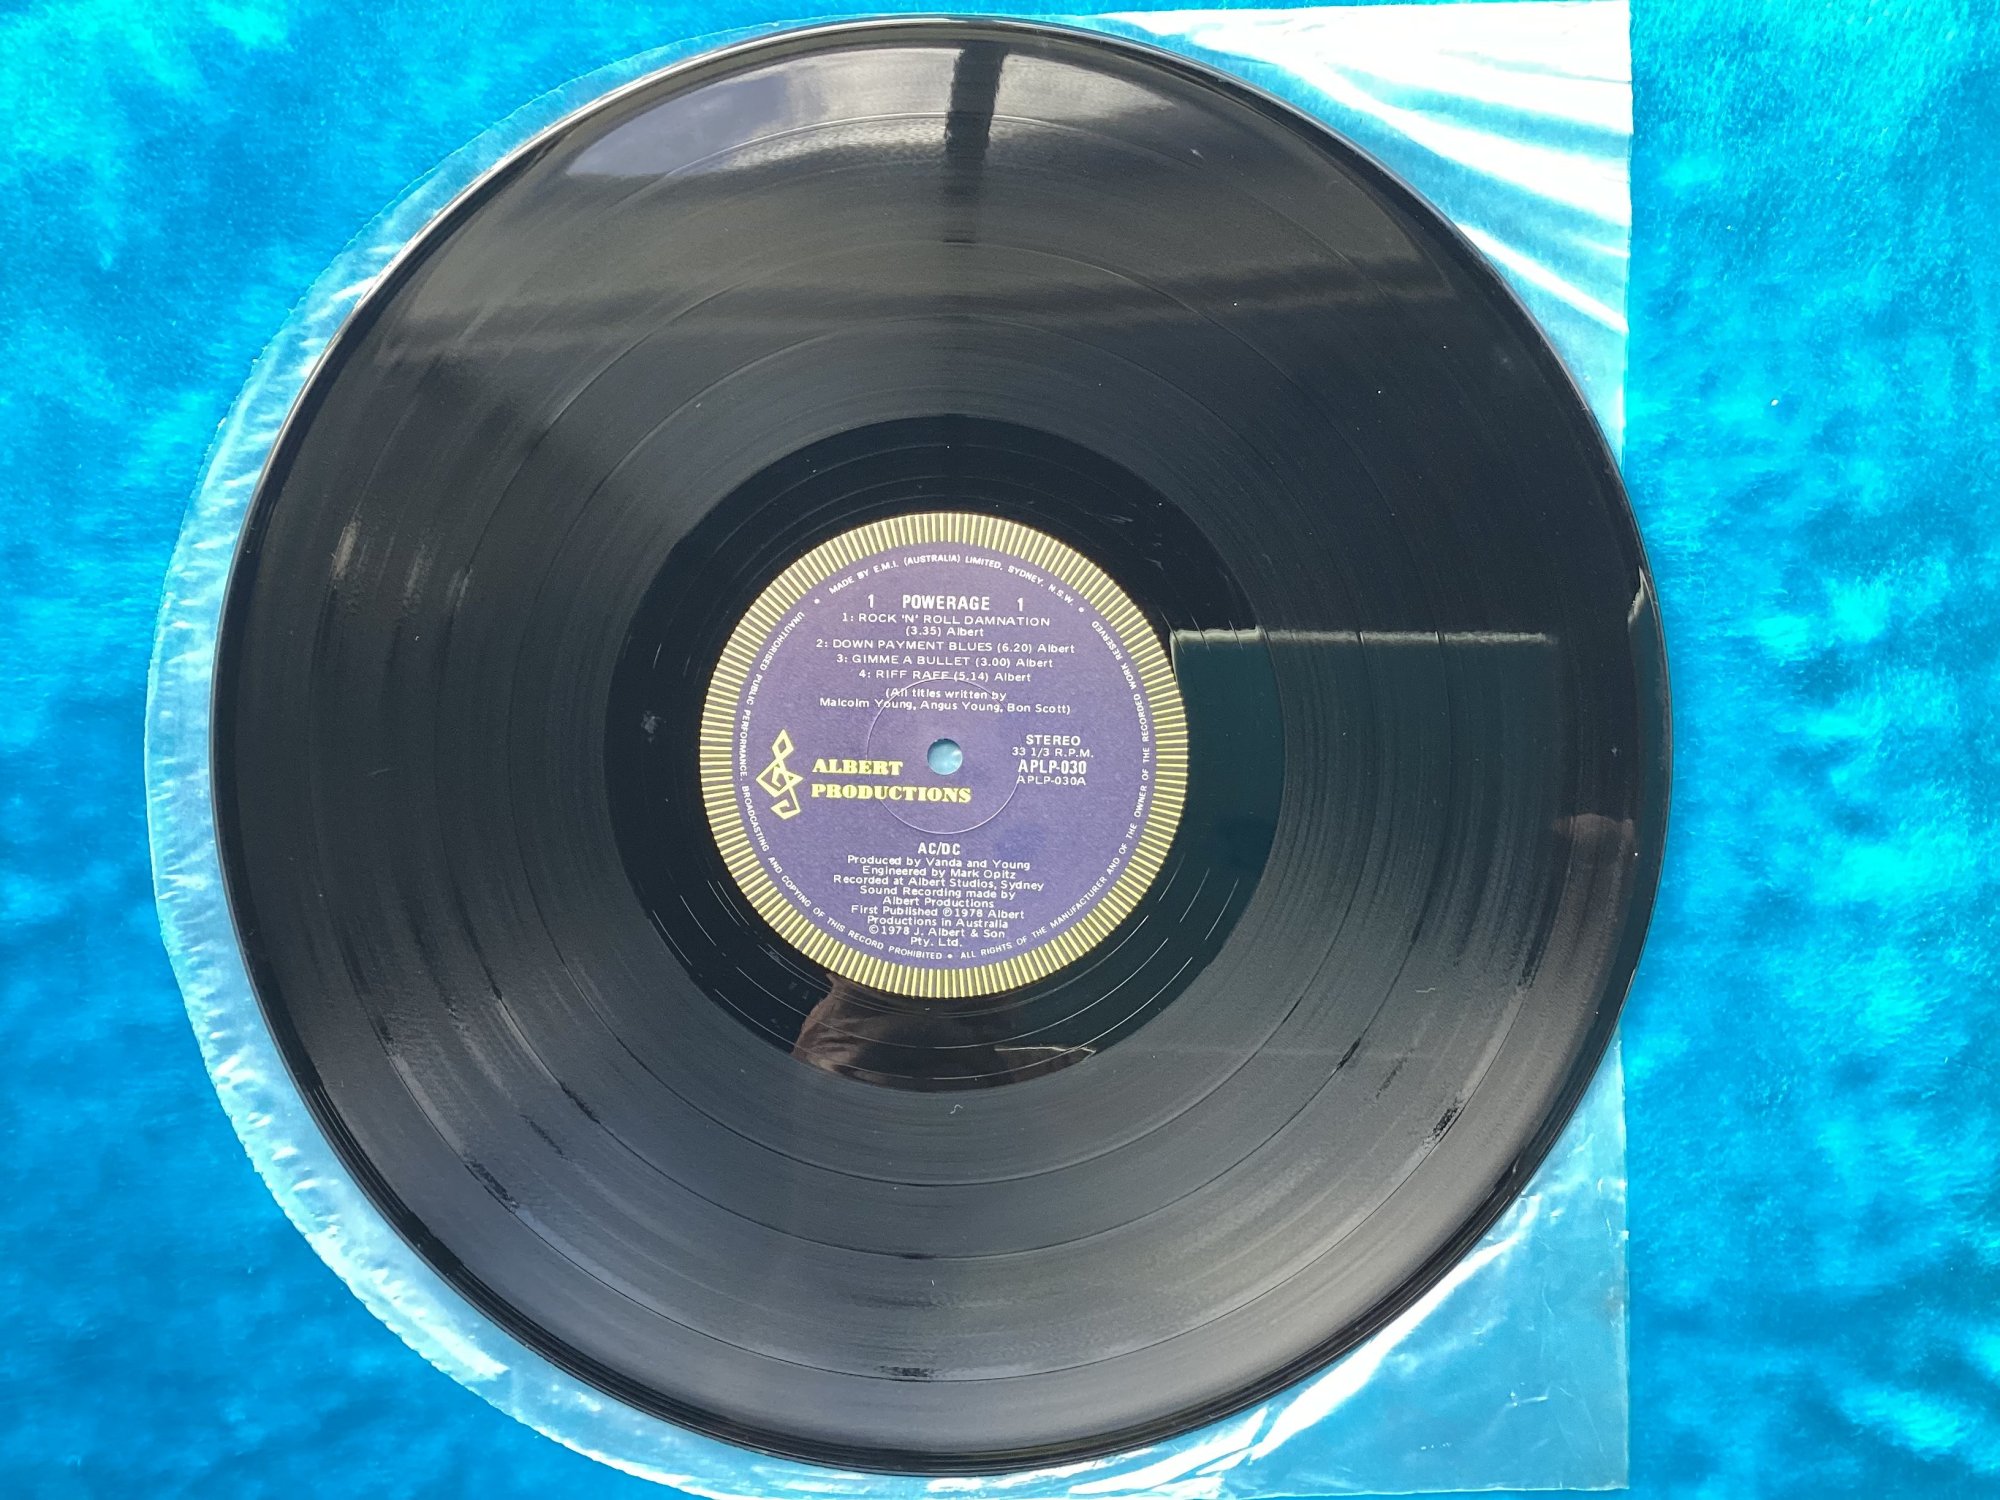 MADE BY E.M.I. (AUSTRALIA) LIMITED, SYDNEY, N.S.W. •
1 POWERAGE 1
1: ROCK 'N' ROLL DAMNATION
(3.35) Albert
2: DOWN PAYMENT BLUES (6.20) Albert
3: GIMME A BULLET (3.00) Albert
4: RIFF RAFF (5.14) Albert
(All titles written by
Malcolm Young, Angus Young, Bon Scott)
STEREO
33 1/3 R.P.M.
APLP-030
APLP-030A
ALBERT
PRODUCTIONS
AC/DC
Produced by Vanda and Young
Engineered by Mark Opitz
Recorded at Albert Studios, Sydney
Sound Recording made by
Albert Productions
First Published ℗1978 Albert
Productions in Australia
©1978 J. Albert & Son
Pty. Ltd.
UNAUTHORISED PUBLIC PERFORMANCE, BROADCASTING AND COPYING OF THIS RECORD PROHIBITED • ALL RIGHTS OF THE MANUFACTURER AND OF THE OWNER OF THE RECORDED WORK RESERVED •